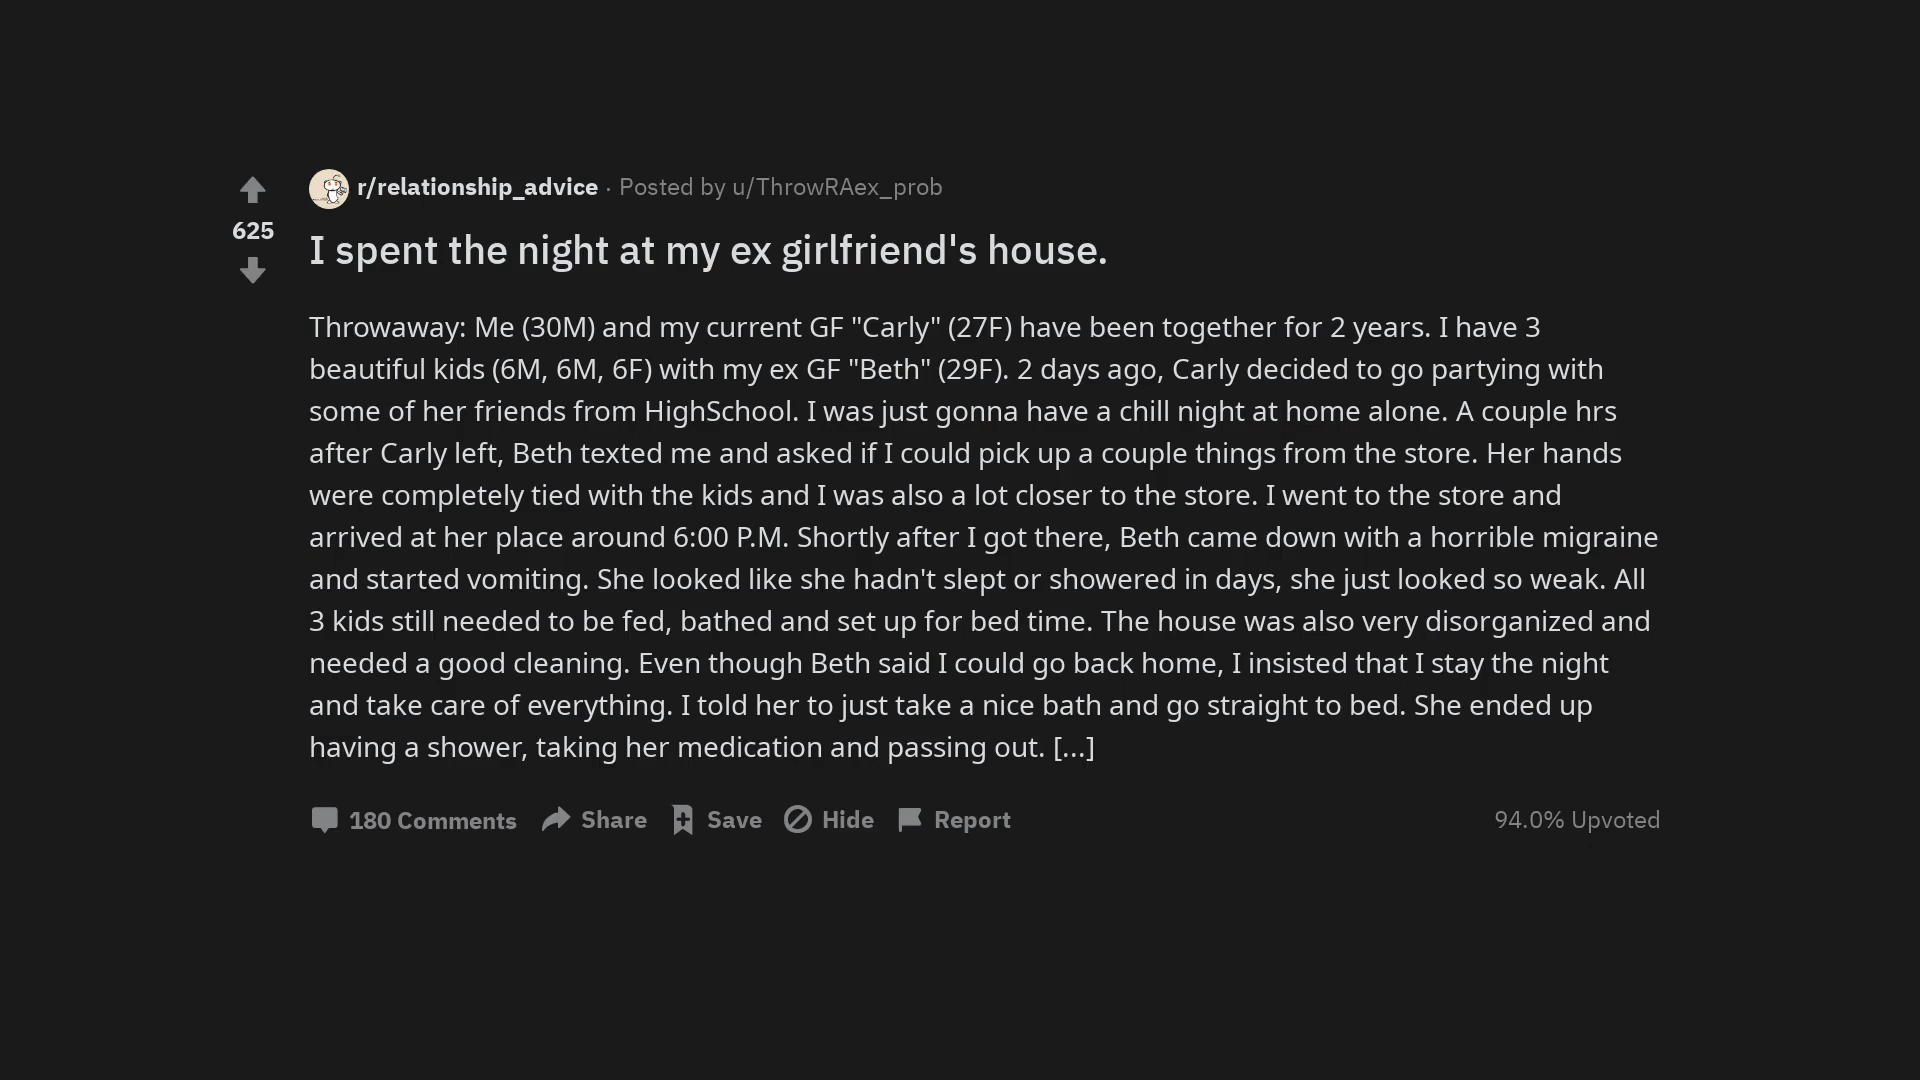 r/relationship_advice · Posted by u/ThrowRAex_prob
625
I spent the night at my ex girlfriend's house.
Throwaway: Me (30M) and my current GF "Carly" (27F) have been together for 2 years. I have 3
beautiful kids (6M, 6M, 6F) with my ex GF "Beth" (29F). 2 days ago, Carly decided to go partying with
some of her friends from HighSchool. I was just gonna have a chill night at home alone. A couple hrs
after Carly left, Beth texted me and asked if I could pick up a couple things from the store. Her hands
were completely tied with the kids and I was also a lot closer to the store. I went to the store and
arrived at her place around 6:00 P.M. Shortly after I got there, Beth came down with a horrible migraine
and started vomiting. She looked like she hadn't slept or showered in days, she just looked so weak. All
3 kids still needed to be fed, bathed and set up for bed time. The house was also very disorganized and
needed a good cleaning. Even though Beth said I could go back home, I insisted that I stay the night
and take care of everything. I told her to just take a nice bath and go straight to bed. She ended up
having a shower, taking her medication and passing out. [...]
180 Comments Share Save Hide Report 94.0% Upvoted